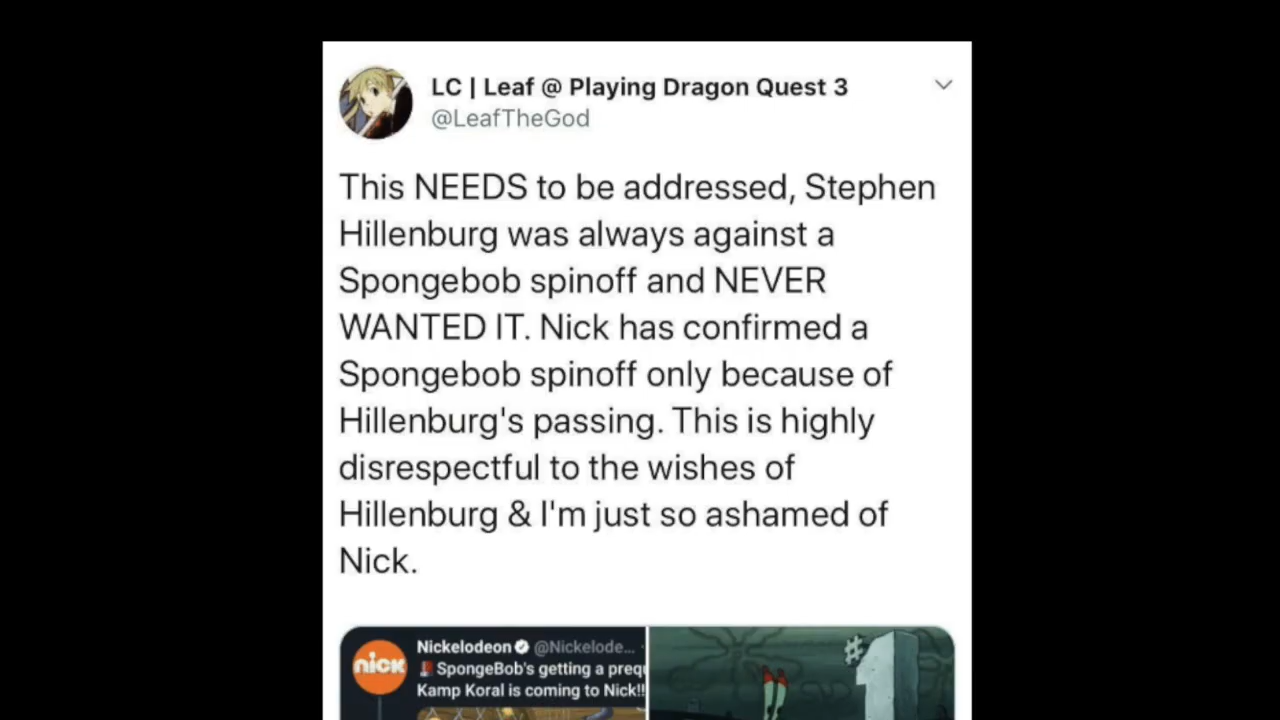 LC | Leaf @ Playing Dragon Quest 3
@LeafTheGod
This NEEDS to be addressed, Stephen
Hillenburg was always against a
Spongebob spinoff and NEVER
WANTED IT. Nick has confirmed a
Spongebob spinoff only because of
Hillenburg's passing. This is highly
disrespectful to the wishes of
Hillenburg & I'm just so ashamed of
Nick.
nick
Nickelodeon @Nickelode...
SpongeBob's getting a preq
Kamp Koral is coming to Nick!!
#1